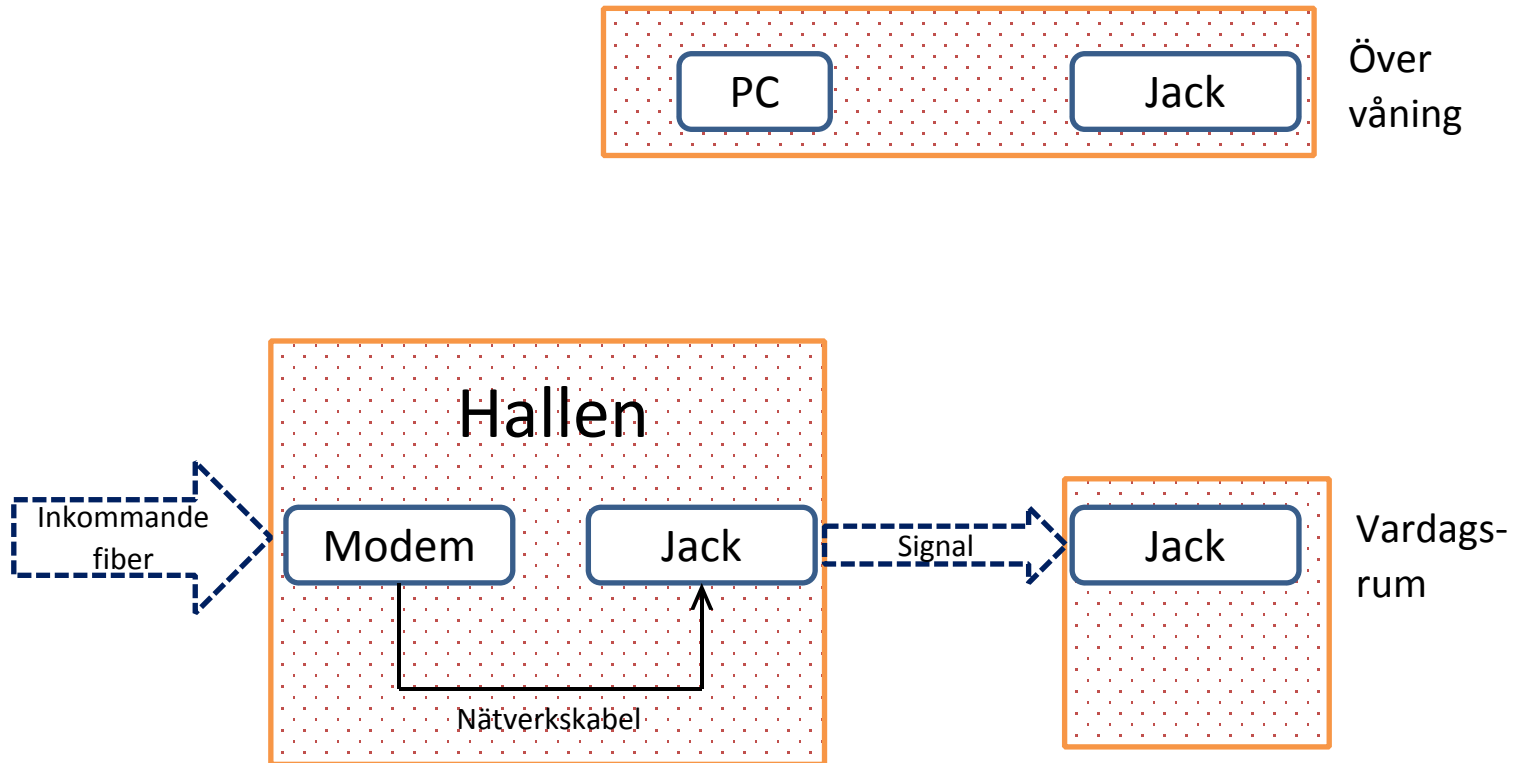 PC
Jack
Över
våning
Hallen
Inkommande
fiber
Modem
Jack
Signal
Jack
Vardags-
rum
Nätverkskabel